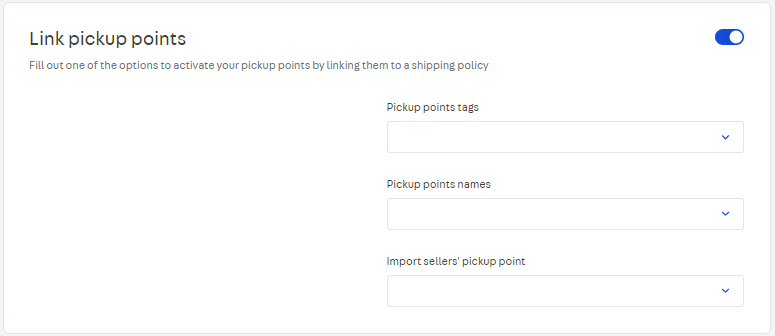 Link pickup points
Fill out one of the options to activate your pickup points by linking them to a shipping policy
Pickup points tags
Pickup points names
Import sellers' pickup point